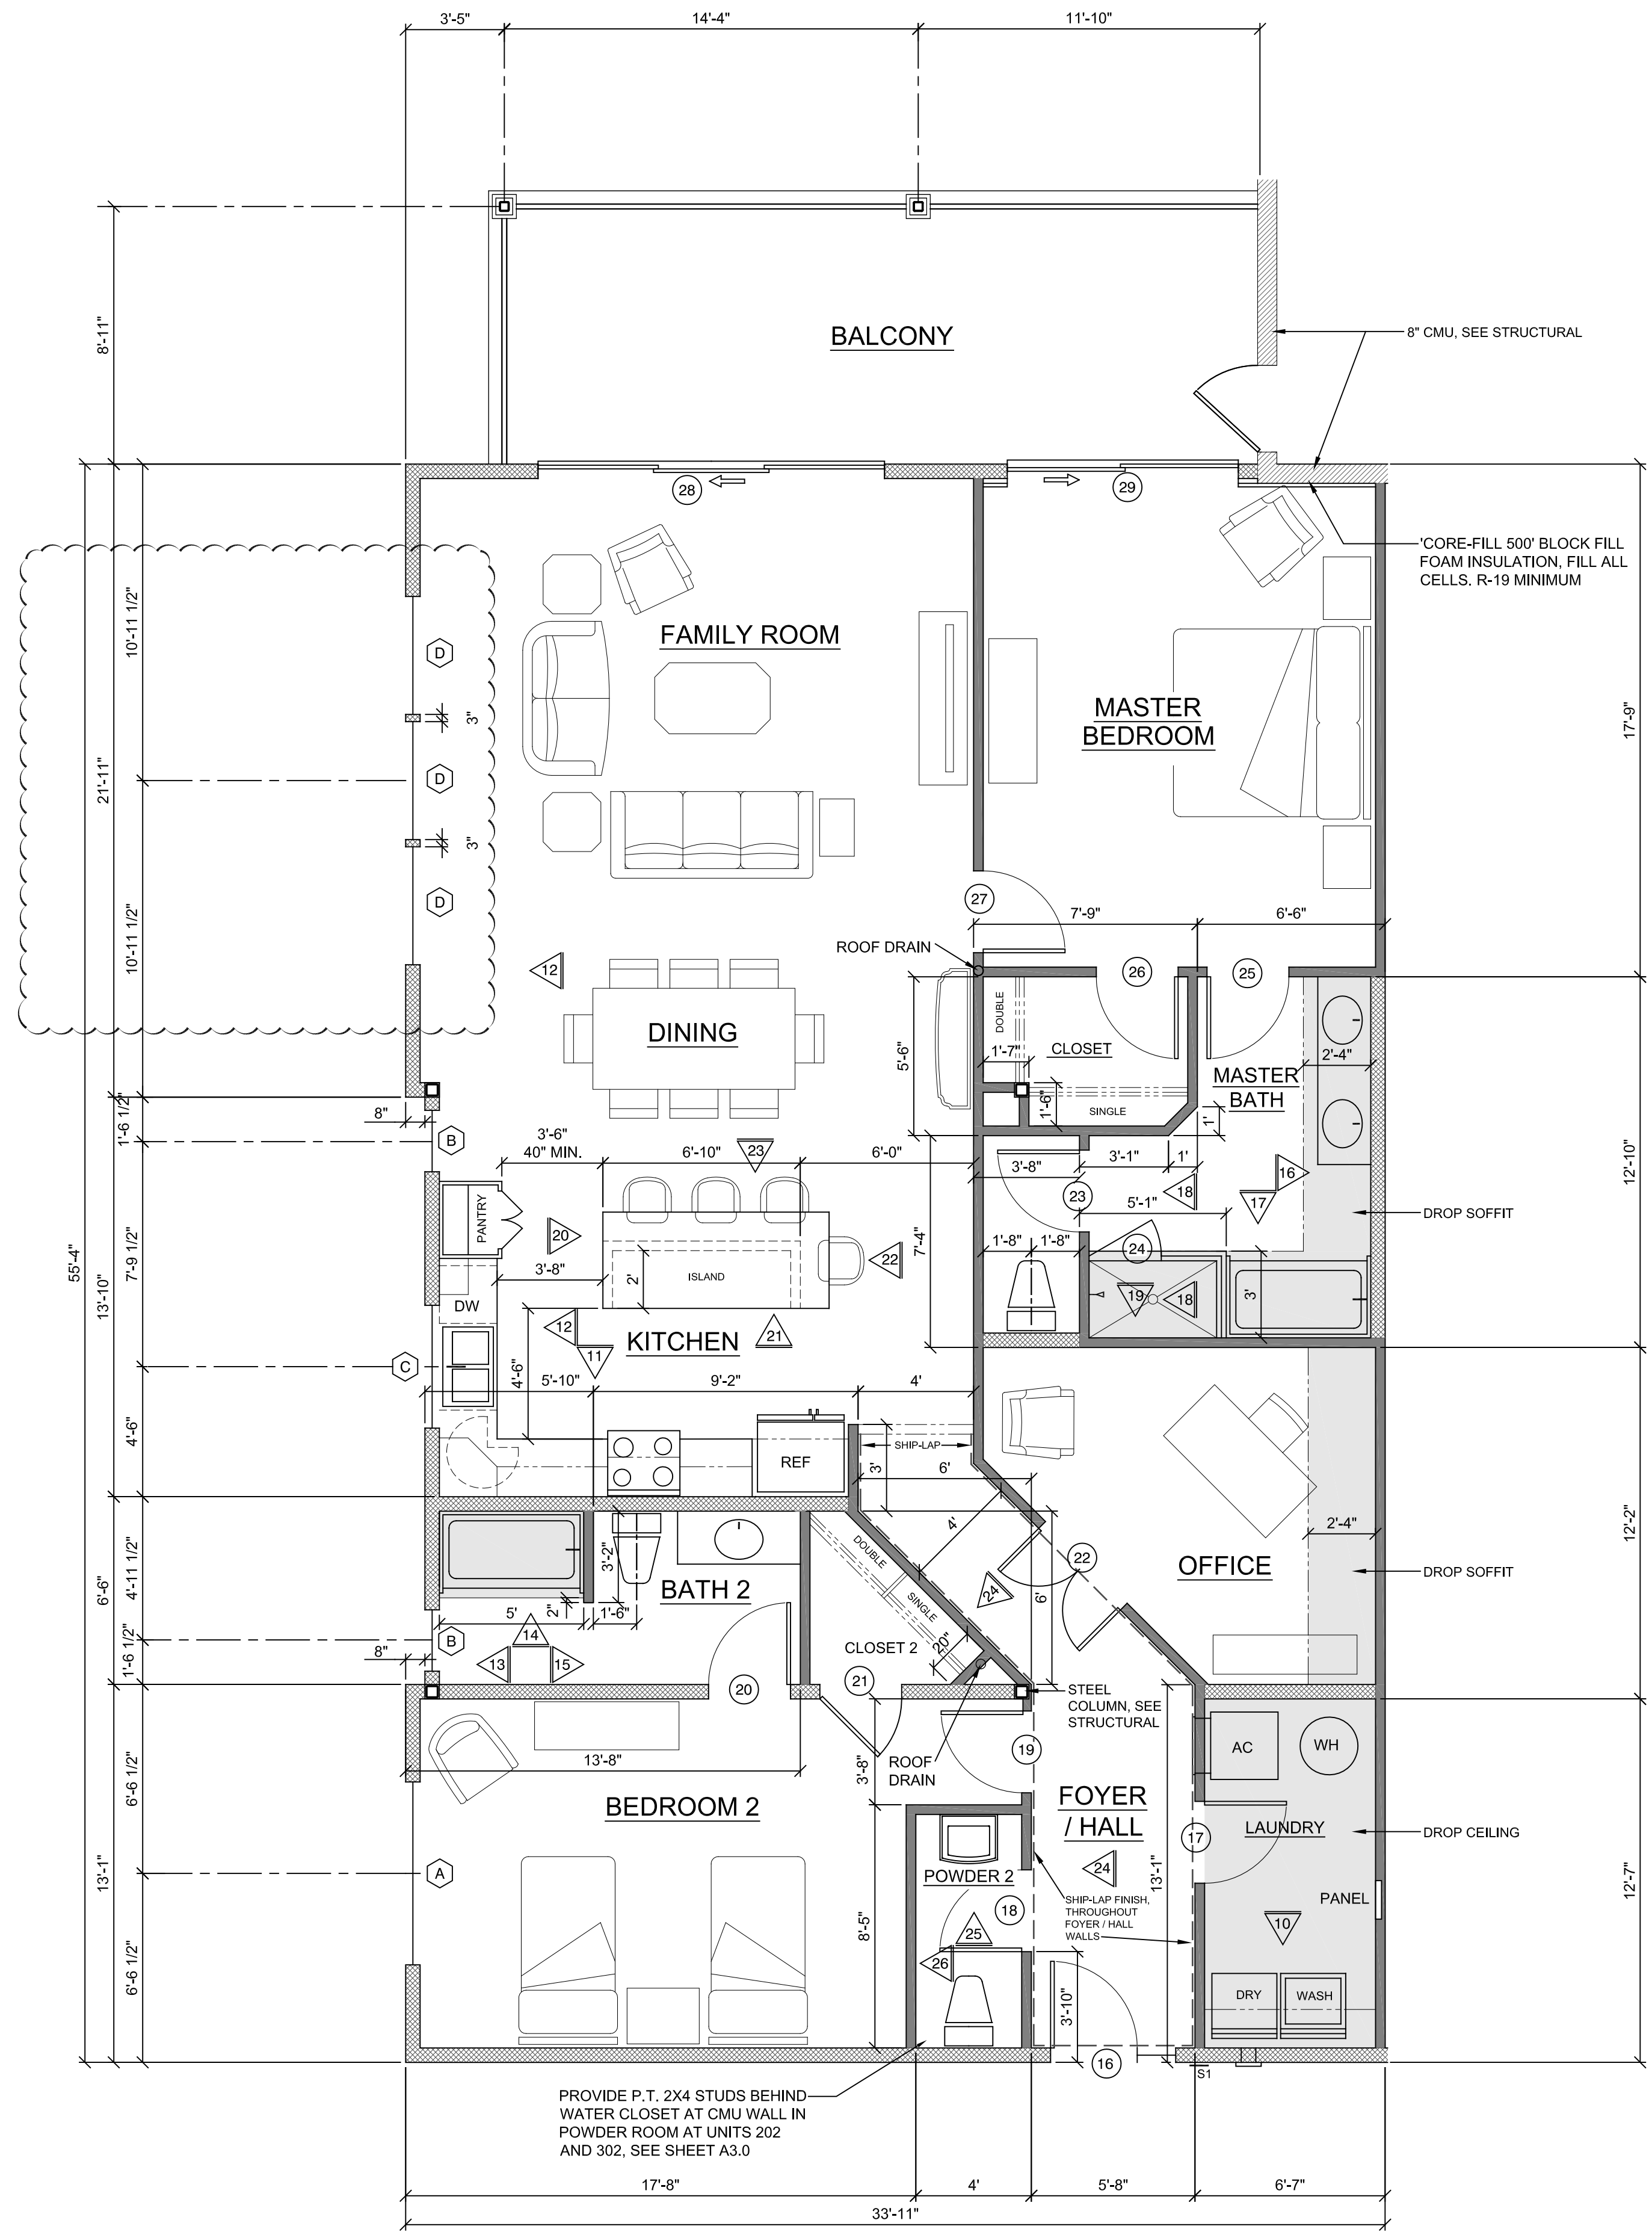 3'-5"
14'-4"
11'-10"
8'-11"
BALCONY
8" CMU, SEE STRUCTURAL
28
29
'CORE-FILL 500' BLOCK FILL
FOAM INSULATION, FILL ALL
CELLS. R-19 MINIMUM
10'-11 1/2"
FAMILY ROOM
D
MASTER
BEDROOM
3"
17'-9"
21'-11"
D
3"
D
10'-11 1/2"
27
7'-9"
6'-6"
ROOF DRAIN
12
26
25
DOUBLE
DINING
CLOSET
5'-6"
1'-7"
2'-4"
MASTER
BATH
SINGLE
1'-6"
1'
8"
1'-6 1/2"
B
3'-6"
40" MIN.
6'-10"
23
6'-0"
3'-8"
3'-1"
1'
12'-10"
16
PANTRY
23
18
17
5'-1"
DROP SOFFIT
20
22
7'-4"
1'-8"
1'-8"
24
55'-4"
7'-9 1/2"
3'-8"
2'
ISLAND
13'-10"
DW
19
18
3'
12
KITCHEN
21
C
11
4'-6"
5'-10"
9'-2"
4'
4'-6"
SHIP-LAP
REF
3'
6'
12'-2"
2'-4"
4'
DOUBLE
22
OFFICE
DROP SOFFIT
4'-11 1/2"
3'-2"
BATH 2
6'-6"
24
6'
SINGLE
5'
2"
1'-6"
14
B
CLOSET 2
20"
8"
1'-6 1/2"
13
15
20
21
STEEL
COLUMN, SEE
STRUCTURAL
AC
WH
19
13'-8"
ROOF
DRAIN
3'-8"
6'-6 1/2"
BEDROOM 2
FOYER
/ HALL
17
LAUNDRY
DROP CEILING
A
POWDER 2
24
13'-1"
13'-1"
12'-7"
SHIP-LAP FINISH,
THROUGHOUT
FOYER / HALL
WALLS
PANEL
18
25
10
8'-5"
26
6'-6 1/2"
DRY
WASH
3'-10"
16
S1
PROVIDE P.T. 2X4 STUDS BEHIND
WATER CLOSET AT CMU WALL IN
POWDER ROOM AT UNITS 202
AND 302, SEE SHEET A3.0
17'-8"
4'
5'-8"
6'-7"
33'-11"